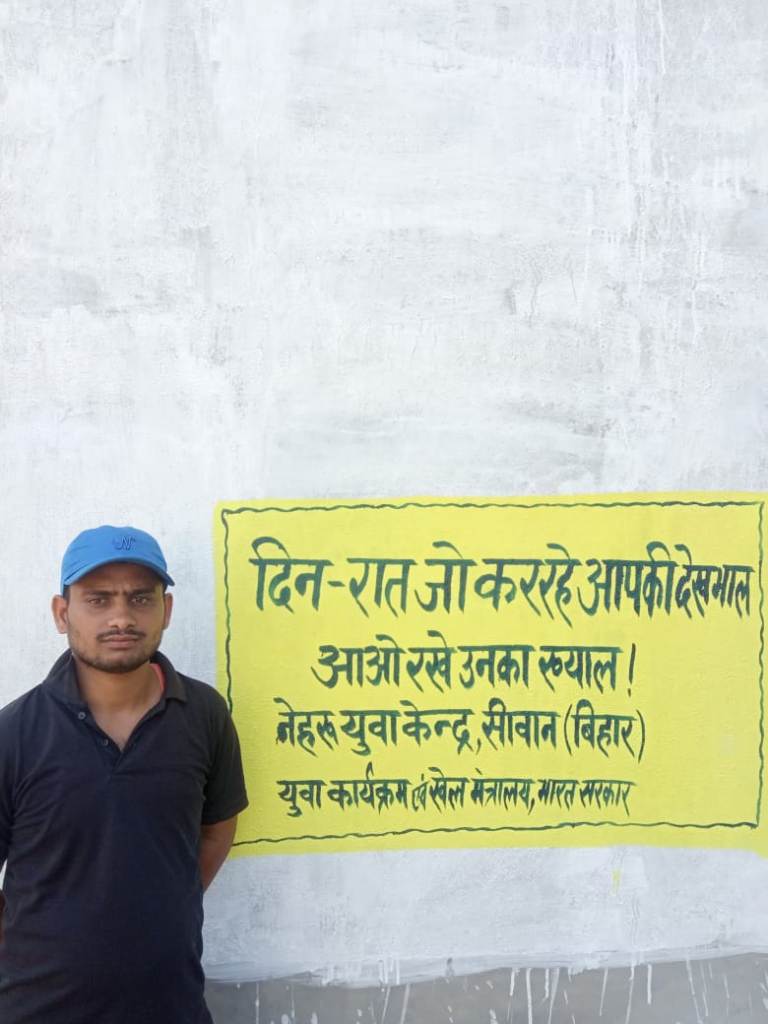 दिन-रात जो कर रहे आपकी देखभाल
आओ रखे उनका ख्याल!
नेहरू युवा केन्द्र, सीवान (बिहार)
युवा कार्यक्रम एवं खेल मंत्रालय, भारत सरकार